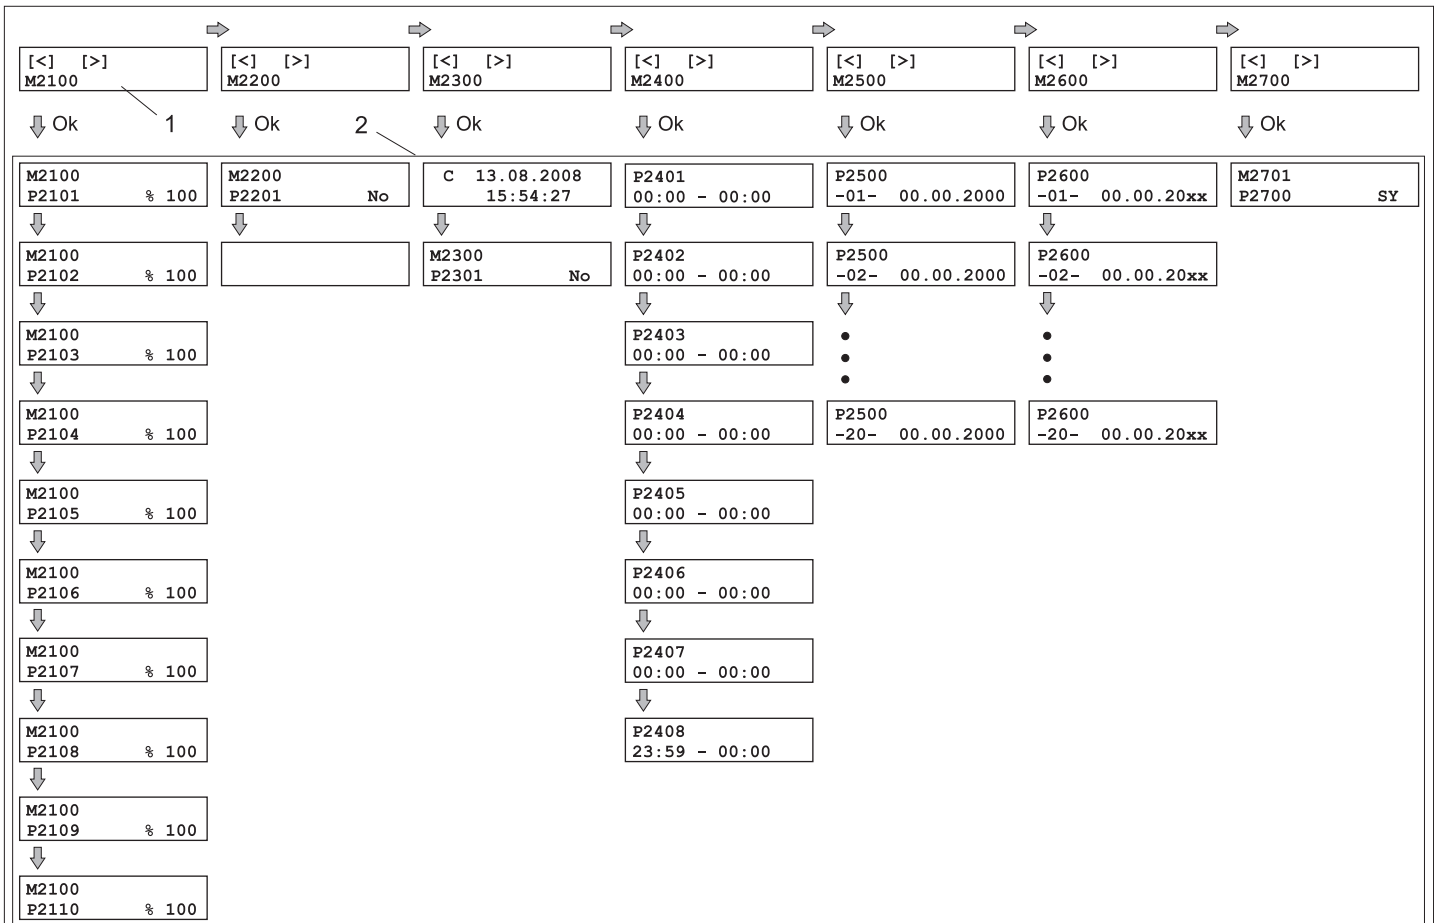 [<] [>]
M2100
[<] [>]
M2200
[<] [>]
M2300
[<] [>]
M2400
[<] [>]
M2500
[<] [>]
M2600
[<] [>]
M2700
Ok
1
Ok
2
Ok
Ok
Ok
Ok
Ok
M2100
P2101 % 100
M2100
P2102 % 100
M2100
P2103 % 100
M2100
P2104 % 100
M2100
P2105 % 100
M2100
P2106 % 100
M2100
P2107 % 100
M2100
P2108 % 100
M2100
P2109 % 100
M2100
P2110 % 100
M2200
P2201 No
C 13.08.2008
15:54:27
M2300
P2301 No
P2401
00:00 - 00:00
P2402
00:00 - 00:00
P2403
00:00 - 00:00
P2404
00:00 - 00:00
P2405
00:00 - 00:00
P2406
00:00 - 00:00
P2407
00:00 - 00:00
P2408
23:59 - 00:00
P2500
-01- 00.00.2000
P2500
-02- 00.00.2000
P2500
-20- 00.00.2000
P2600
-01- 00.00.20xx
P2600
-02- 00.00.20xx
P2600
-20- 00.00.20xx
M2701
P2700 SY